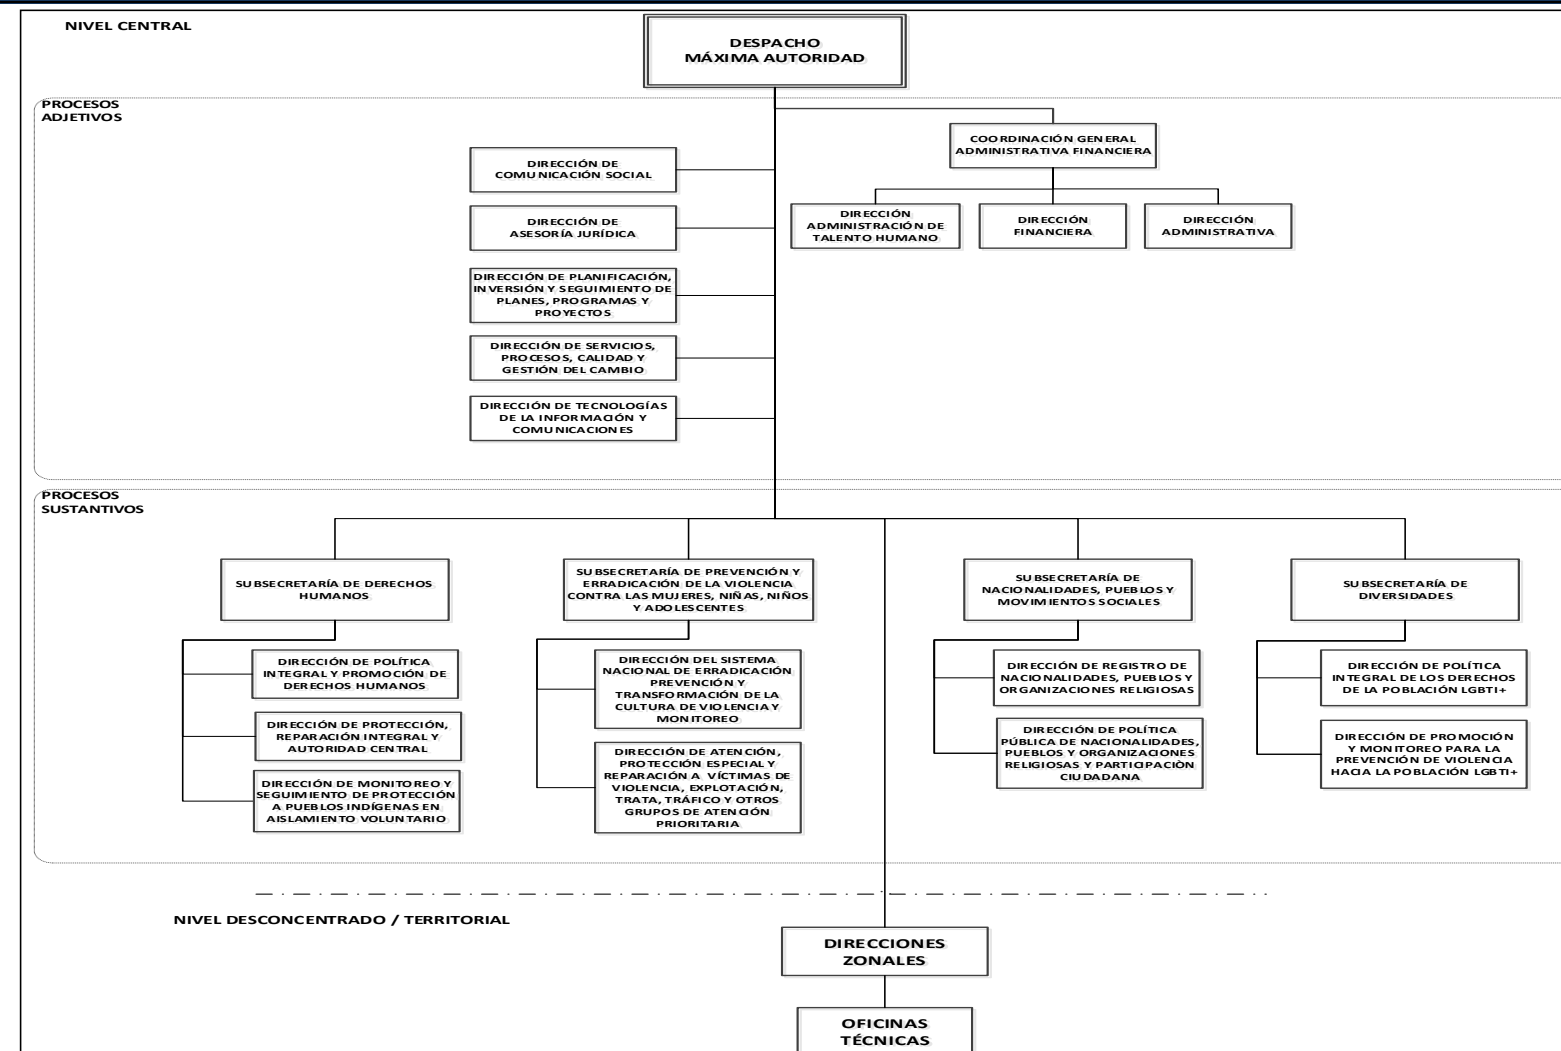 NIVEL CENTRAL
DESPACHO
MÁXIMA AUTORIDAD
PROCESOS
ADJETIVOS
COORDINACIÓN GENERAL
ADMINISTRATIVA FINANCIERA
DIRECCIÓN DE
COMUNICACIÓN SOCIAL
DIRECCIÓN
ADMINISTRACIÓN DE
TALENTO HUMANO
DIRECCIÓN
FINANCIERA
DIRECCIÓN
ADMINISTRATIVA
DIRECCIÓN DE
ASESORÍA JURÍDICA
DIRECCIÓN DE PLANIFICACIÓN,
INVERSIÓN Y SEGUIMIENTO DE
PLANES, PROGRAMAS Y
PROYECTOS
DIRECCIÓN DE SERVICIOS,
PROCESOS, CALIDAD Y
GESTIÓN DEL CAMBIO
DIRECCIÓN DE TECNOLOGÍAS
DE LA INFORMACIÓN Y
COMUNICACIONES
PROCESOS
SUSTANTIVOS
SUBSECRETARÍA DE DERECHOS
HUMANOS
SUBSECRETARÍA DE PREVENCIÓN Y
ERRADICACIÓN DE LA VIOLENCIA
CONTRA LAS MUJERES, NIÑAS, NIÑOS
Y ADOLESCENTES
SUBSECRETARÍA DE
NACIONALIDADES, PUEBLOS Y
MOVIMIENTOS SOCIALES
SUBSECRETARÍA DE
DIVERSIDADES
DIRECCIÓN DE POLÍTICA
INTEGRAL Y PROMOCIÓN DE
DERECHOS HUMANOS
DIRECCIÓN DE PROTECCIÓN,
REPARACIÓN INTEGRAL Y
AUTORIDAD CENTRAL
DIRECCIÓN DE MONITOREO Y
SEGUIMIENTO DE PROTECCIÓN
A PUEBLOS INDÍGENAS EN
AISLAMIENTO VOLUNTARIO
DIRECCIÓN DEL SISTEMA
NACIONAL DE ERRADICACIÓN
PREVENCIÓN Y
TRANSFORMACIÓN DE LA
CULTURA DE VIOLENCIA Y
MONITOREO
DIRECCIÓN DE ATENCIÓN,
PROTECCIÓN ESPECIAL Y
REPARACIÓN A VÍCTIMAS DE
VIOLENCIA, EXPLOTACIÓN,
TRATA, TRÁFICO Y OTROS
GRUPOS DE ATENCIÓN
PRIORITARIA
DIRECCIÓN DE REGISTRO DE
NACIONALIDADES, PUEBLOS Y
ORGANIZACIONES RELIGIOSAS
DIRECCIÓN DE POLÍTICA
PÚBLICA DE NACIONALIDADES,
PUEBLOS Y ORGANIZACIONES
RELIGIOSAS Y PARTICIPACIÒN
CIUDADANA
DIRECCIÓN DE POLÍTICA
INTEGRAL DE LOS DERECHOS
DE LA POBLACIÓN LGBTI+
DIRECCIÓN DE PROMOCIÓN
Y MONITOREO PARA LA
PREVENCIÓN DE VIOLENCIA
HACIA LA POBLACIÓN LGBTI+
NIVEL DESCONCENTRADO / TERRITORIAL
DIRECCIONES
ZONALES
OFICINAS
TÉCNICAS